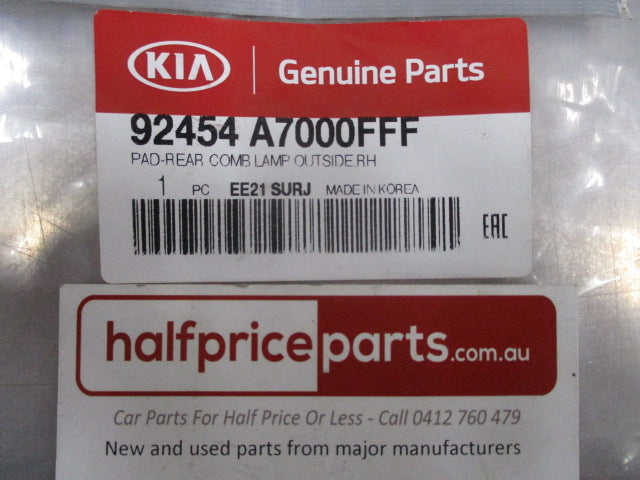 KIA Genuine Parts
92454 A7000FFF
PAD-REAR COMB LAMP OUTSIDE,RH
1 PC EE21 SURJ MADE IN KOREA
EAC
halfpriceparts.com.au
Car Parts For Half Price Or Less - Call 0412 760 479
New and used parts from major manufacturers